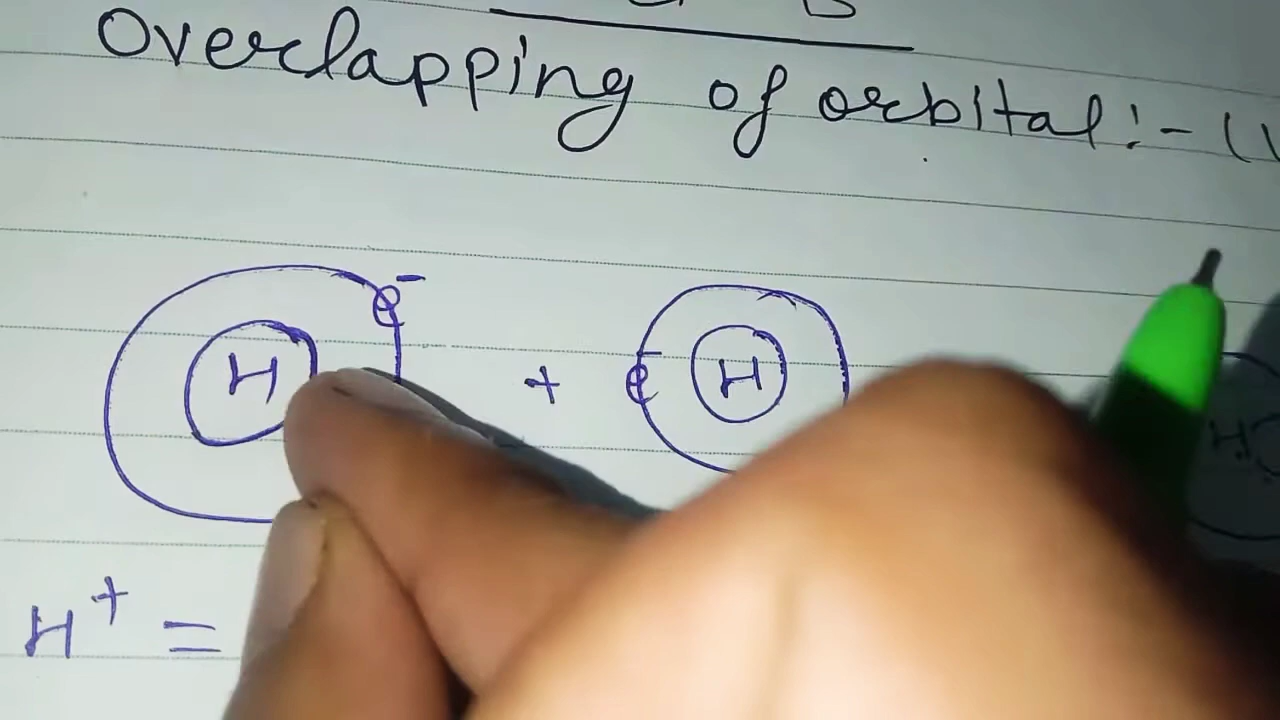 Overlapping of orbital :- (
e-
H + e- H
H
H+ =